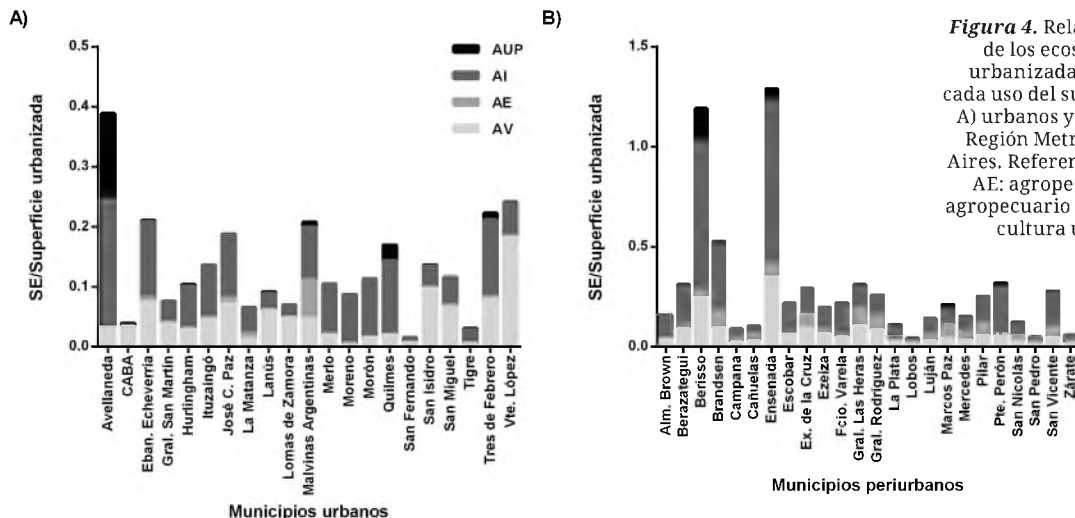 A)
SE/Superficie urbanizada
0.5
0.4
0.3
0.2
0.1
0.0
AUP
AI
AE
AV
Avellaneda
CABA
Eban. Echeverria
Gral. San Martín
Hurlingham
Ituzaingó
José C. Paz
La Matanza
Lanús
Lomas de Zamora
Malvinas Argentinas
Merlo
Moreno
Morón
Quilmes
San Fernando
San Isidro
San Miguel
Tigre
Tres de Febrero
Vte. López
Municipios urbanos
B)
SE/Superficie urbanizada
1.5
1.0
0.5
0.0
Alm. Brown
Berazategui
Berisso
Brandsen
Campana
Cañuelas
Ensenada
Escobar
Ex. de la Cruz
Ezeiza
Fcio. Varela
Gral. Las Heras
Gral. Rodríguez
La Plata
Lobos
Luján
Marcos Paz
Mercedes
Pilar
Pte. Perón
San Nicolás
San Pedro
San Vicente
Zárate
Municipios periurbanos
Figura 4. Rela
de los ecos
urbanizada
cada uso del su
A) urbanos y
Región Metr
Aires. Referen
AE: agrope
agropecuario
cultura u